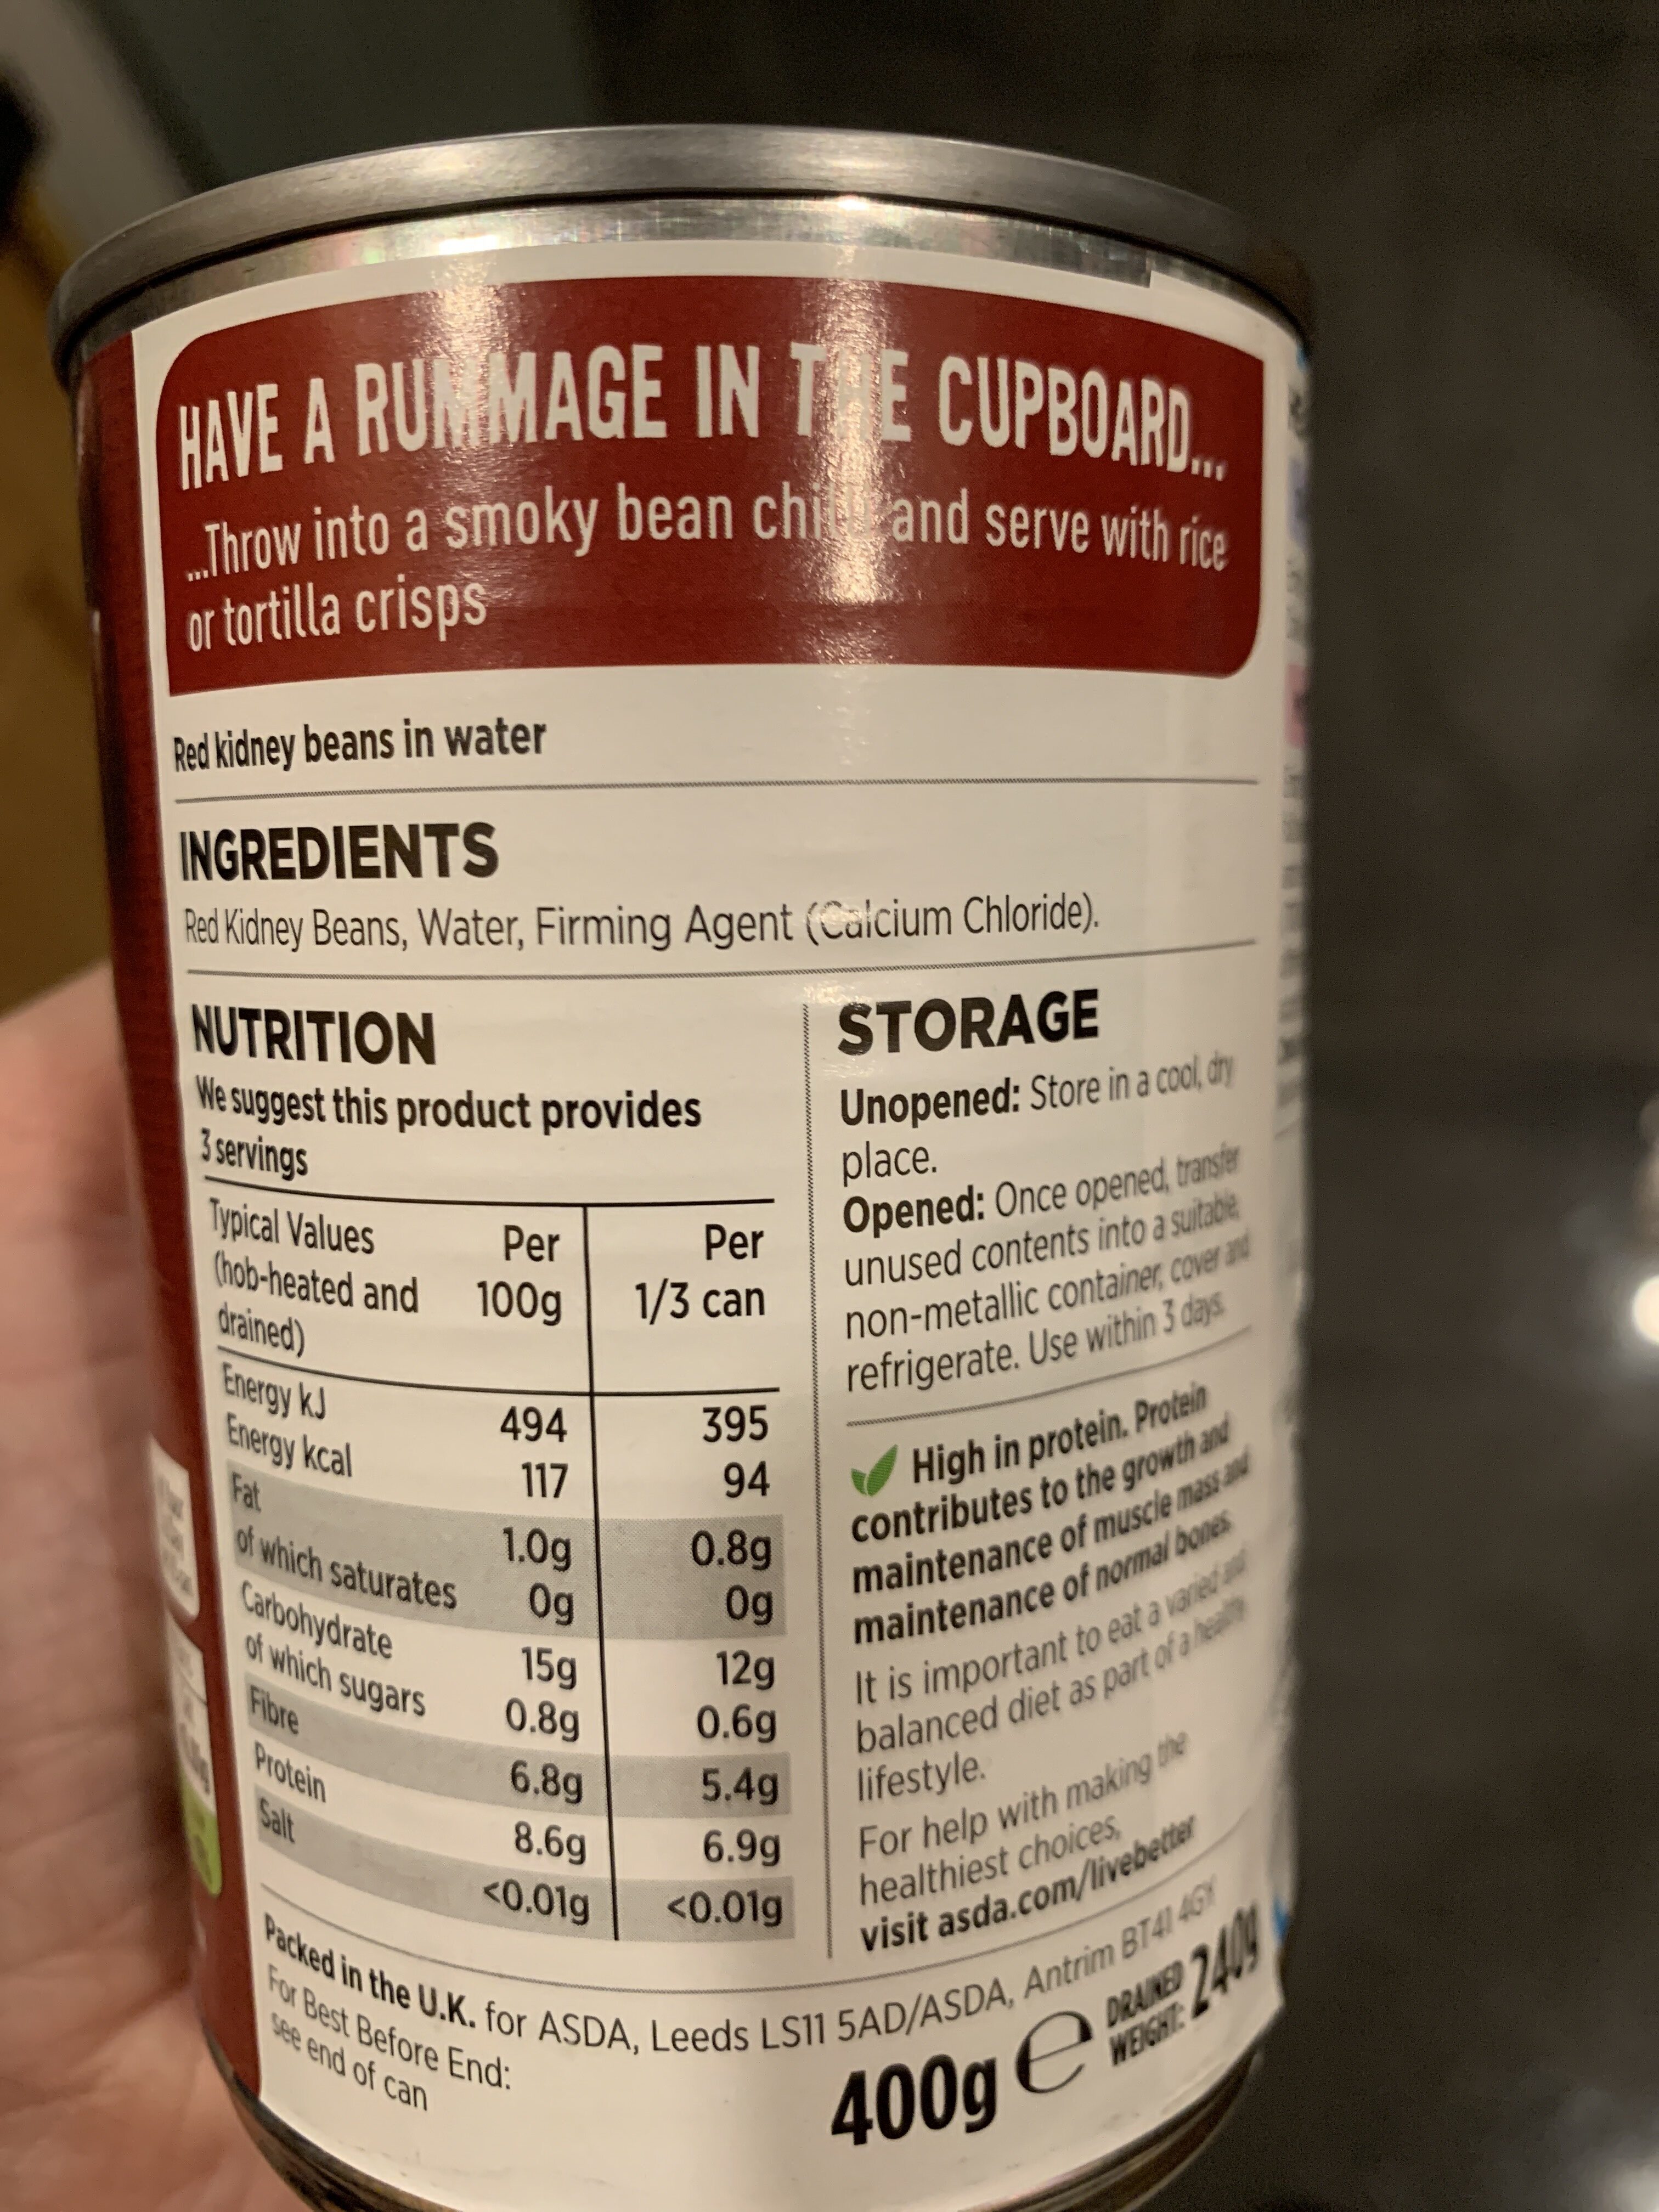 HAVE A RUMMAGE IN THE CUPBOARD...
...Throw into a smoky bean chilli and serve with rice
or tortilla crisps
Red kidney beans in water
INGREDIENTS
Red Kidney Beans, Water, Firming Agent (Calcium Chloride).
NUTRITION
We suggest this product provides
3 servings
Typical Values (hob-heated and drained) Per 100g Per 1/3 can
Energy kJ 494 395
Energy kcal 117 94
Fat 1.0g 0.8g
of which saturates 0g 0g
Carbohydrate 15g 12g
of which sugars 0.8g 0.6g
Fibre 6.8g 5.4g
Protein 8.6g 6.9g
Salt <0.01g <0.01g
STORAGE
Unopened: Store in a cool, dry
place.
Opened: Once opened, transfer
unused contents into a suitable,
non-metallic container, cover and
refrigerate. Use within 3 days.
High in protein. Protein
contributes to the growth and
maintenance of muscle mass and
maintenance of normal bones.
It is important to eat a varied and
balanced diet as part of a healthy
lifestyle.
For help with making the
healthiest choices,
visit asda.com/livebetter
Packed in the U.K. for ASDA, Leeds LS11 5AD/ASDA, Antrim BT41 4GY
For Best Before End:
see end of can
400g e
DRAINED
WEIGHT: 240g